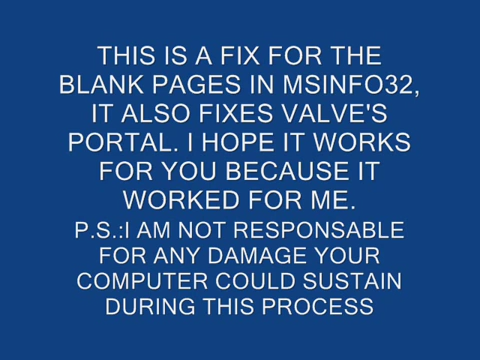 THIS IS A FIX FOR THE
BLANK PAGES IN MSINFO32,
IT ALSO FIXES VALVE'S
PORTAL. I HOPE IT WORKS
FOR YOU BECAUSE IT
WORKED FOR ME.
P.S.:I AM NOT RESPONSABLE
FOR ANY DAMAGE YOUR
COMPUTER COULD SUSTAIN
DURING THIS PROCESS